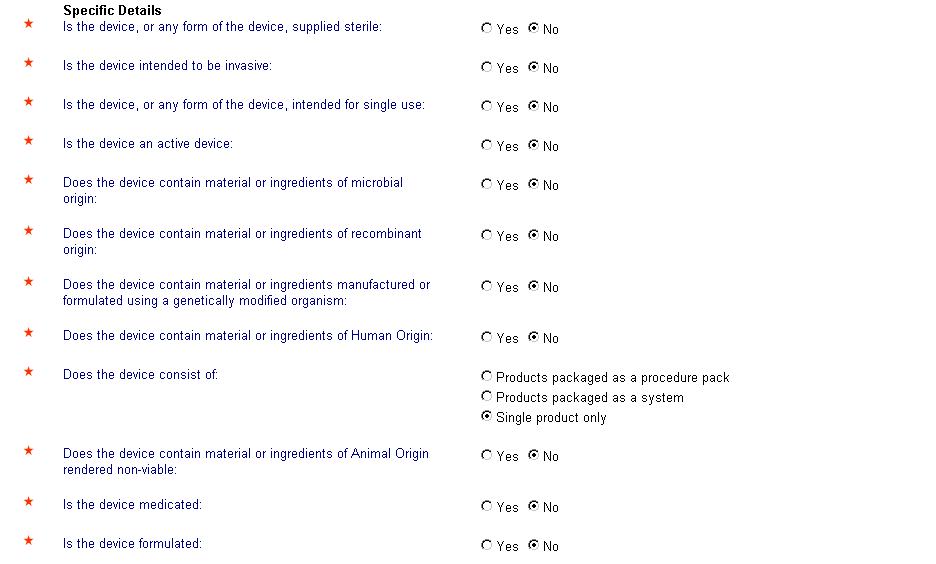 Specific Details
Is the device, or any form of the device, supplied sterile: Yes No
Is the device intended to be invasive: Yes No
Is the device, or any form of the device, intended for single use: Yes No
Is the device an active device: Yes No
Does the device contain material or ingredients of microbial Yes No
origin:
Does the device contain material or ingredients of recombinant Yes No
origin:
Does the device contain material or ingredients manufactured or Yes No
formulated using a genetically modified organism:
Does the device contain material or ingredients of Human Origin: Yes No
Does the device consist of: Products packaged as a procedure pack
Products packaged as a system
Single product only
Does the device contain material or ingredients of Animal Origin Yes No
rendered non-viable:
Is the device medicated: Yes No
Is the device formulated: Yes No